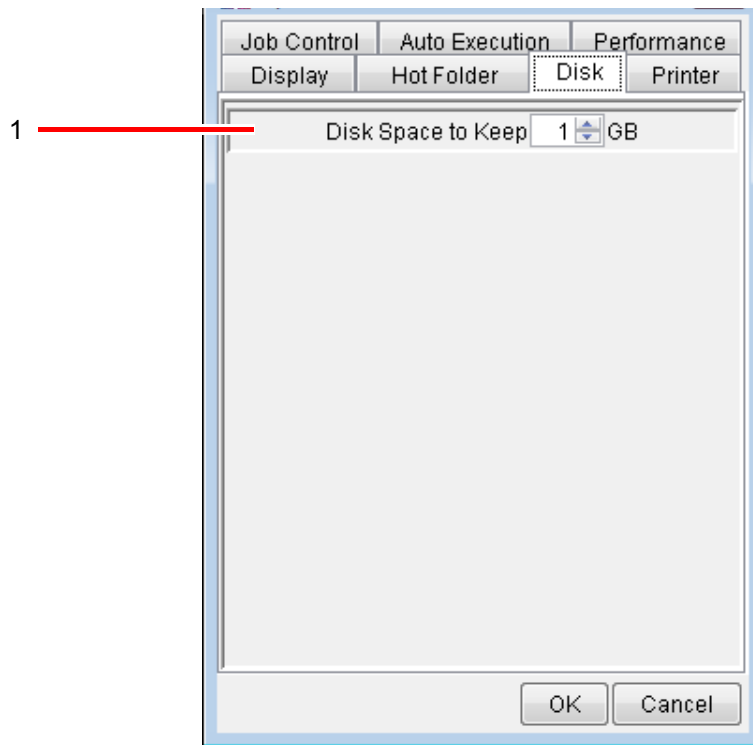 Job Control Auto Execution Performance
Display Hot Folder Disk Printer
1 Disk Space to Keep 1 GB
OK Cancel